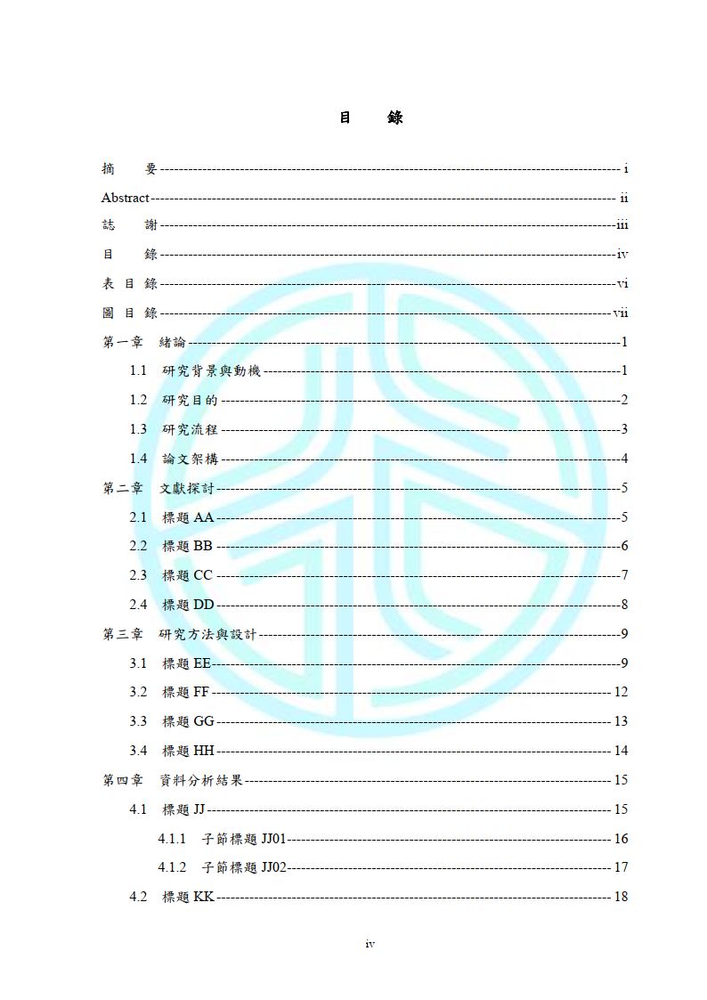 目　　錄
摘　　要 -------------------------------------------------- i
Abstract -------------------------------------------------- ii
誌　　謝 -------------------------------------------------- iii
目　　錄 -------------------------------------------------- iv
表 目 錄 -------------------------------------------------- vi
圖 目 錄 -------------------------------------------------- vii
第一章　緒論 -------------------------------------------------- 1
1.1　研究背景與動機 -------------------------------------------------- 1
1.2　研究目的 -------------------------------------------------- 2
1.3　研究流程 -------------------------------------------------- 3
1.4　論文架構 -------------------------------------------------- 4
第二章　文獻探討 -------------------------------------------------- 5
2.1　標題 AA -------------------------------------------------- 5
2.2　標題 BB -------------------------------------------------- 6
2.3　標題 CC -------------------------------------------------- 7
2.4　標題 DD -------------------------------------------------- 8
第三章　研究方法與設計 -------------------------------------------------- 9
3.1　標題 EE -------------------------------------------------- 9
3.2　標題 FF -------------------------------------------------- 12
3.3　標題 GG -------------------------------------------------- 13
3.4　標題 HH -------------------------------------------------- 14
第四章　資料分析結果 -------------------------------------------------- 15
4.1　標題 JJ -------------------------------------------------- 15
4.1.1　子節標題 JJ01 -------------------------------------------------- 16
4.1.2　子節標題 JJ02 -------------------------------------------------- 17
4.2　標題 KK -------------------------------------------------- 18
iv